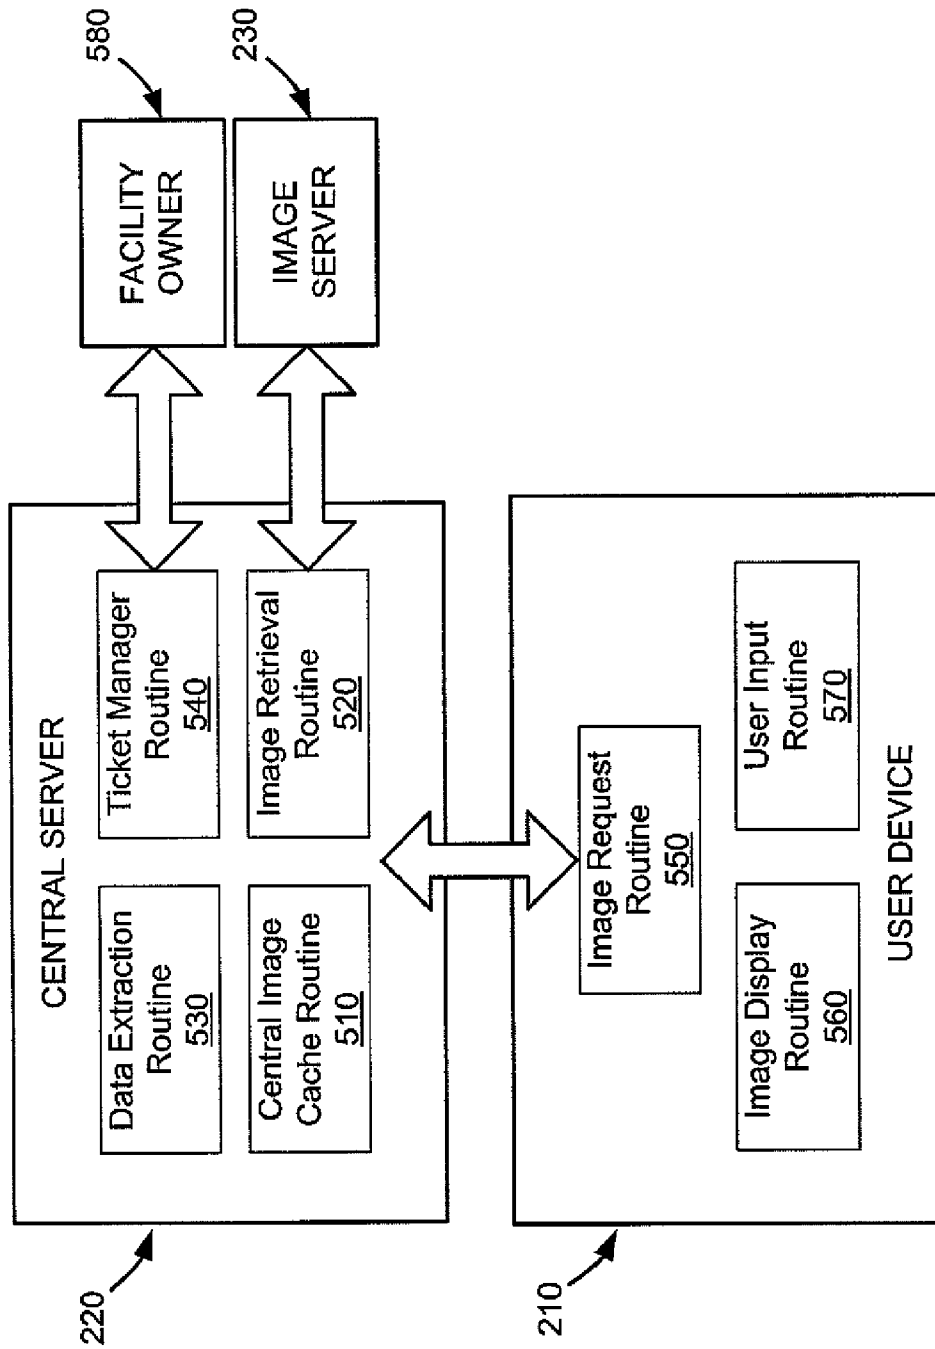 CENTRAL SERVER
220
Data Extraction
Routine
530
Ticket Manager
Routine
540
Central Image
Cache Routine
510
Image Retrieval
Routine
520
FACILITY
OWNER
580
IMAGE
SERVER
230
210
Image Request
Routine
550
Image Display
Routine
560
User Input
Routine
570
USER DEVICE